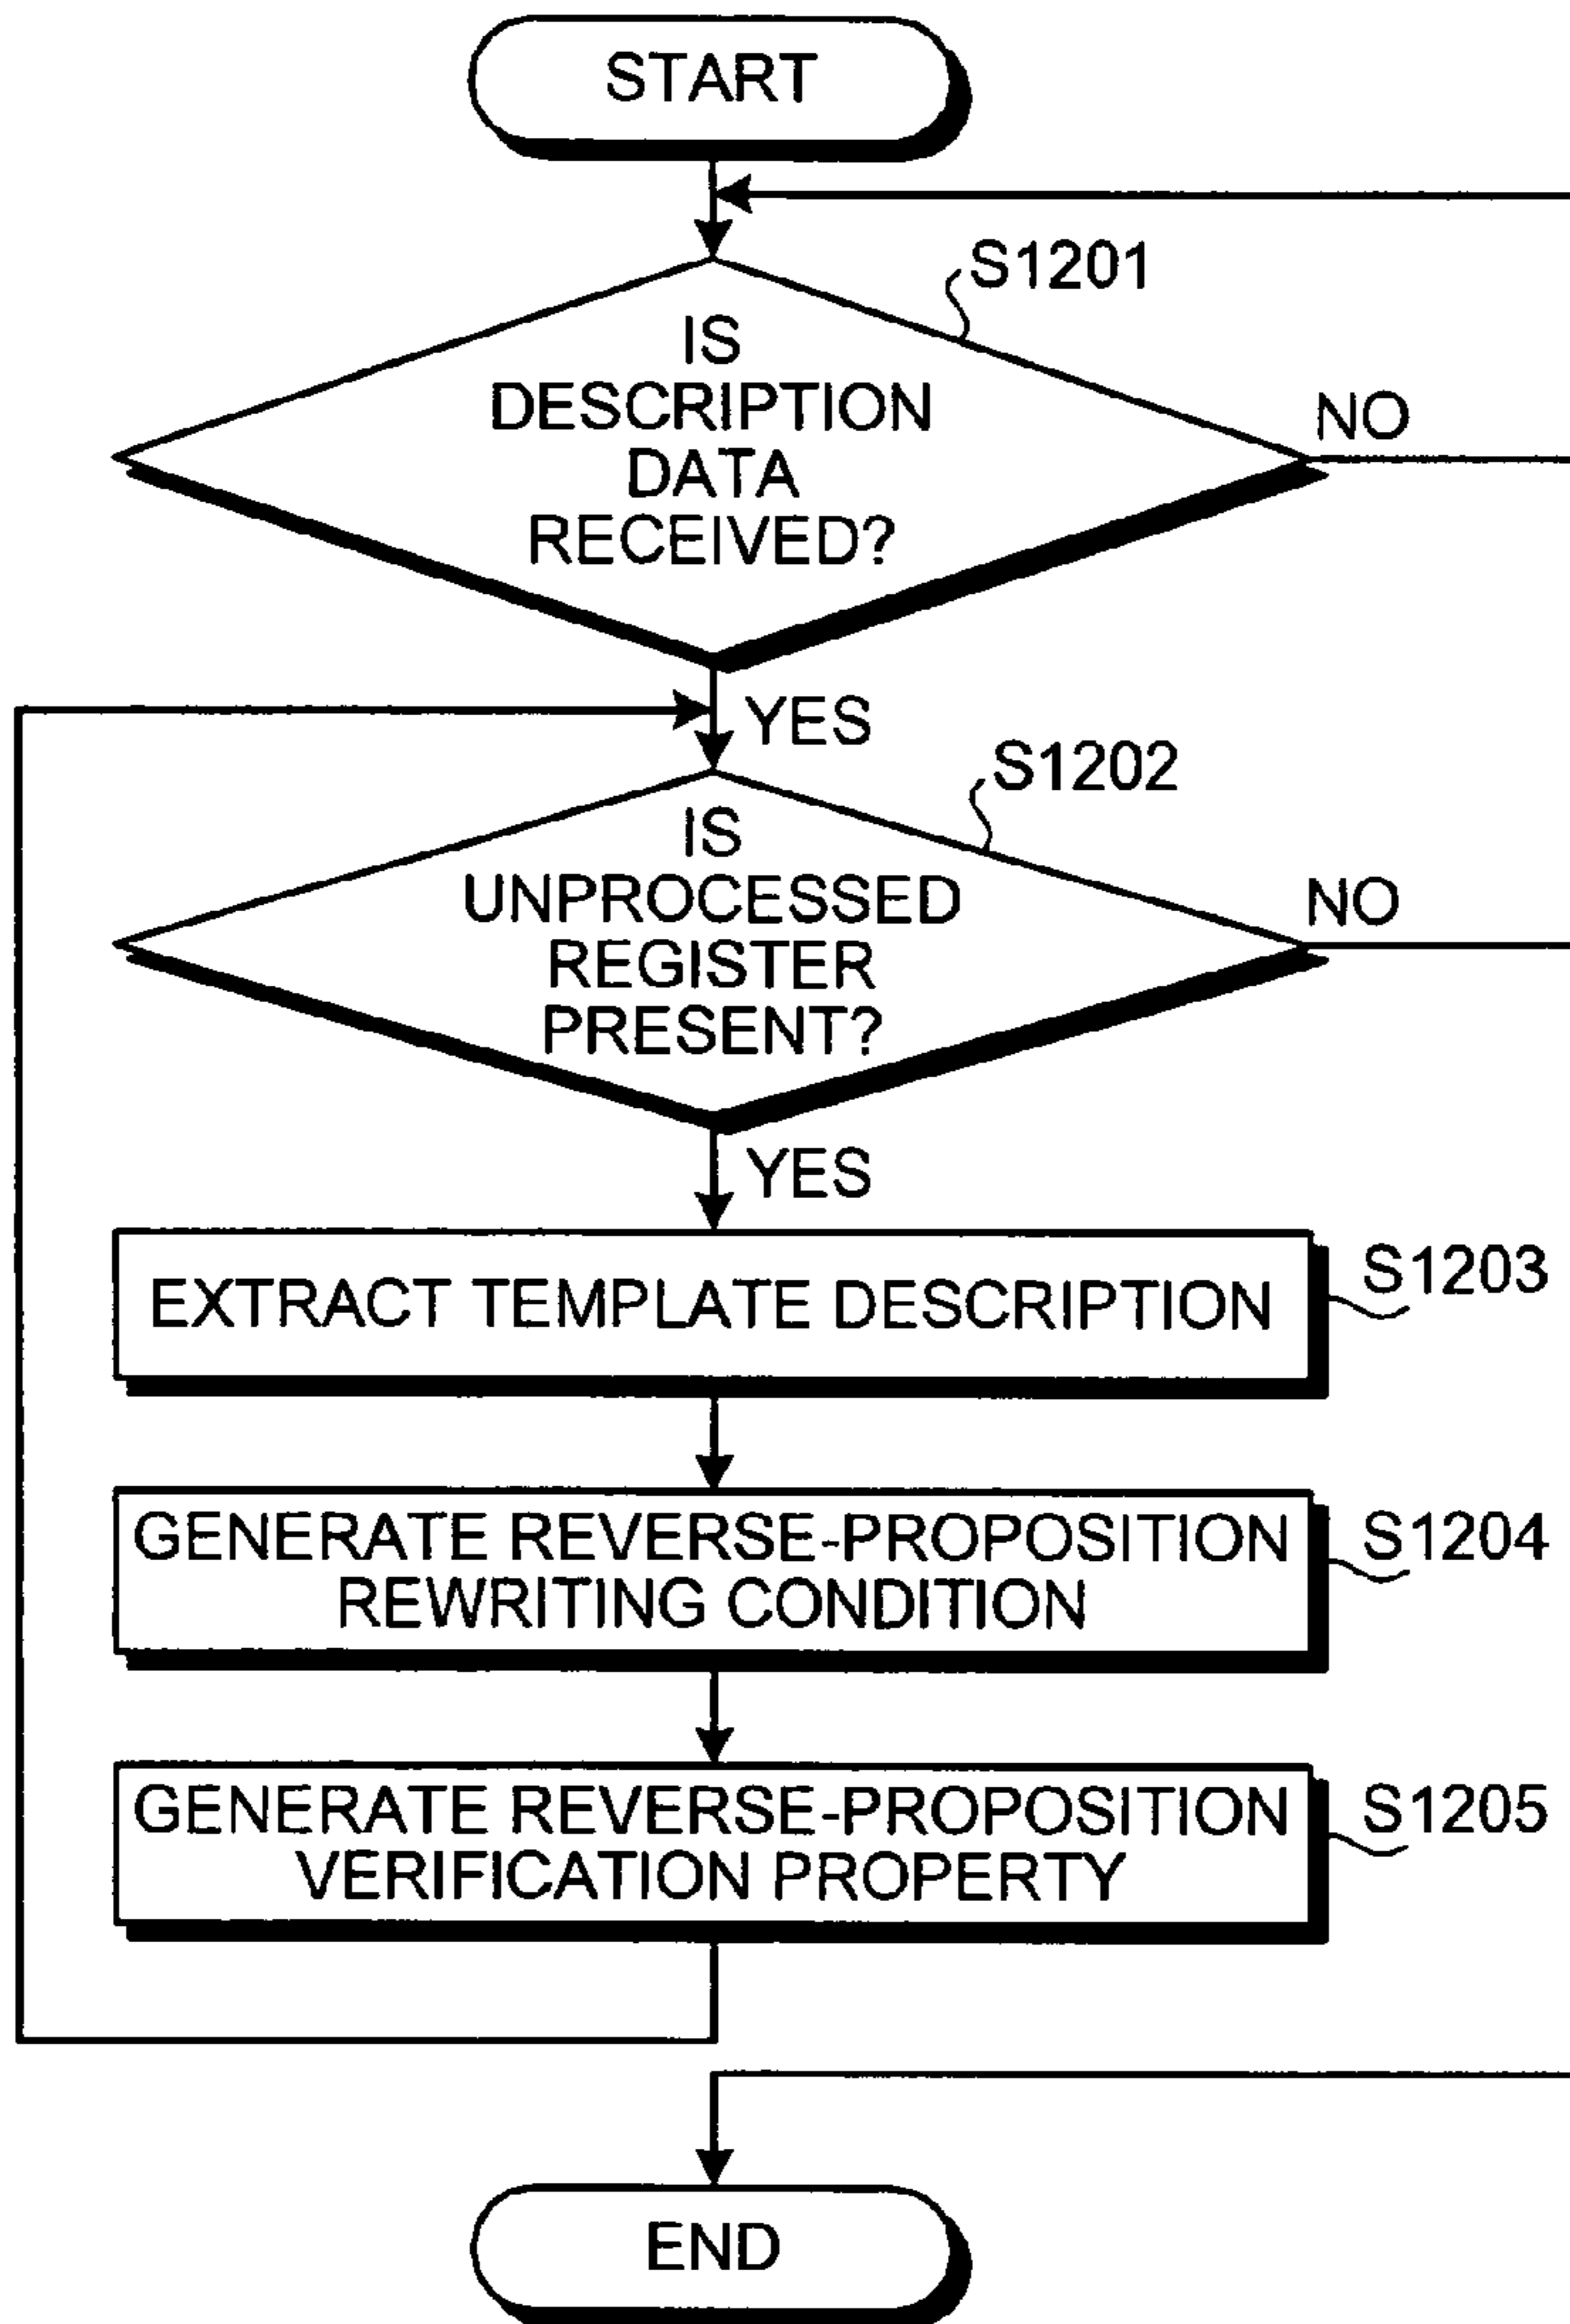 START
S1201
IS
DESCRIPTION
DATA
RECEIVED?
NO
YES
S1202
IS
UNPROCESSED
REGISTER
PRESENT?
NO
YES
EXTRACT TEMPLATE DESCRIPTION
S1203
GENERATE REVERSE-PROPOSITION
REWRITING CONDITION
S1204
GENERATE REVERSE-PROPOSITION
VERIFICATION PROPERTY
S1205
END